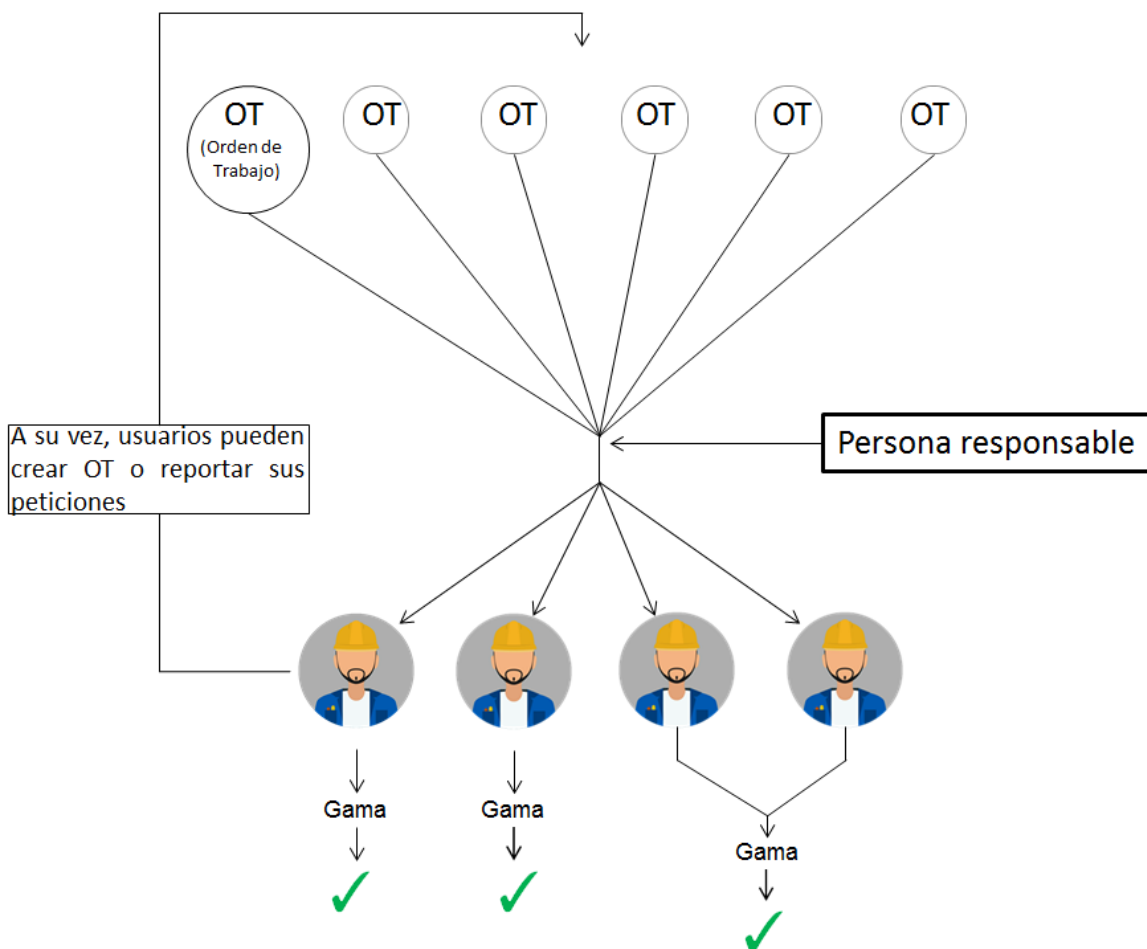 OT
(Orden de
Trabajo)
OT
OT
OT
OT
OT
A su vez, usuarios pueden
crear OT o reportar sus
peticiones
Persona responsable
Gama
Gama
Gama